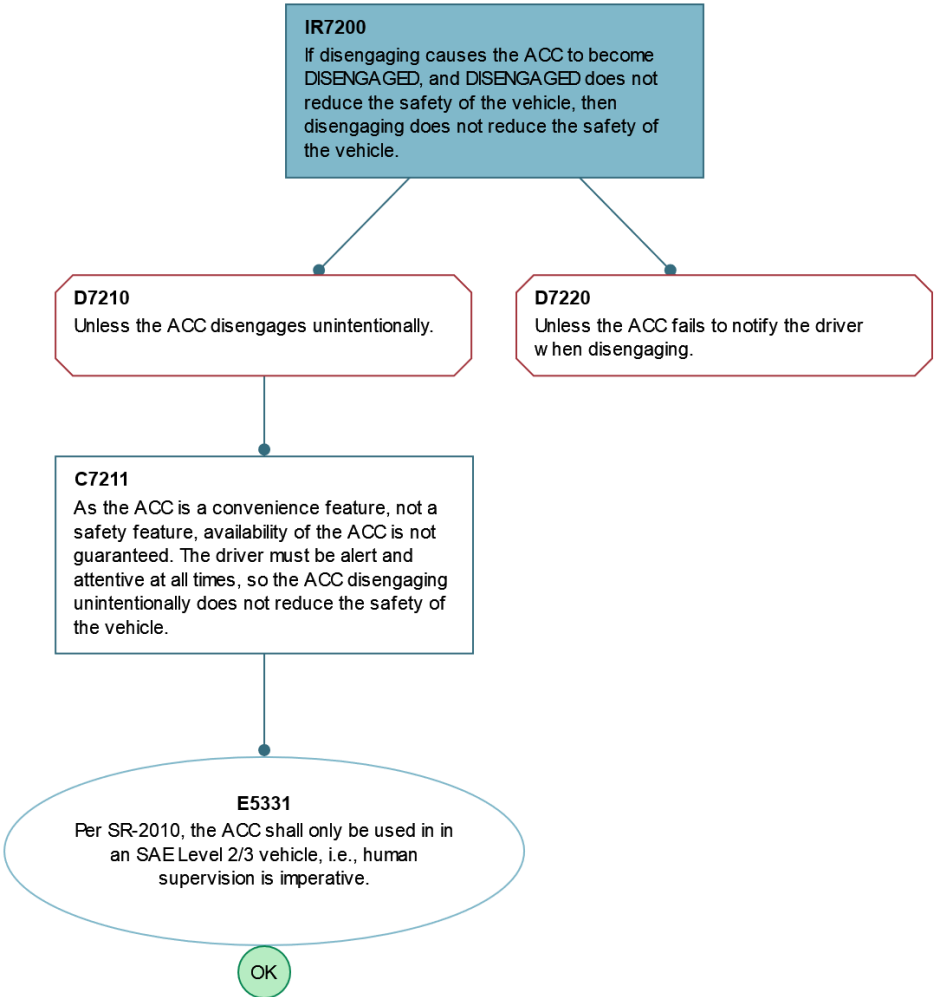 IR7200
If disengaging causes the ACC to become
DISENGAGED, and DISENGAGED does not
reduce the safety of the vehicle, then
disengaging does not reduce the safety of
the vehicle.
D7210
Unless the ACC disengages unintentionally.
D7220
Unless the ACC fails to notify the driver
when disengaging.
C7211
As the ACC is a convenience feature, not a
safety feature, availability of the ACC is not
guaranteed. The driver must be alert and
attentive at all times, so the ACC disengaging
unintentionally does not reduce the safety of
the vehicle.
E5331
Per SR-2010, the ACC shall only be used in in
an SAE Level 2/3 vehicle, i.e., human
supervision is imperative.
OK